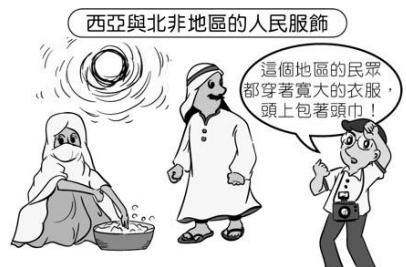 西亞與北非地區的人民服飾
這個地區的民眾
都穿著寬大的衣服，
頭上包著頭巾！